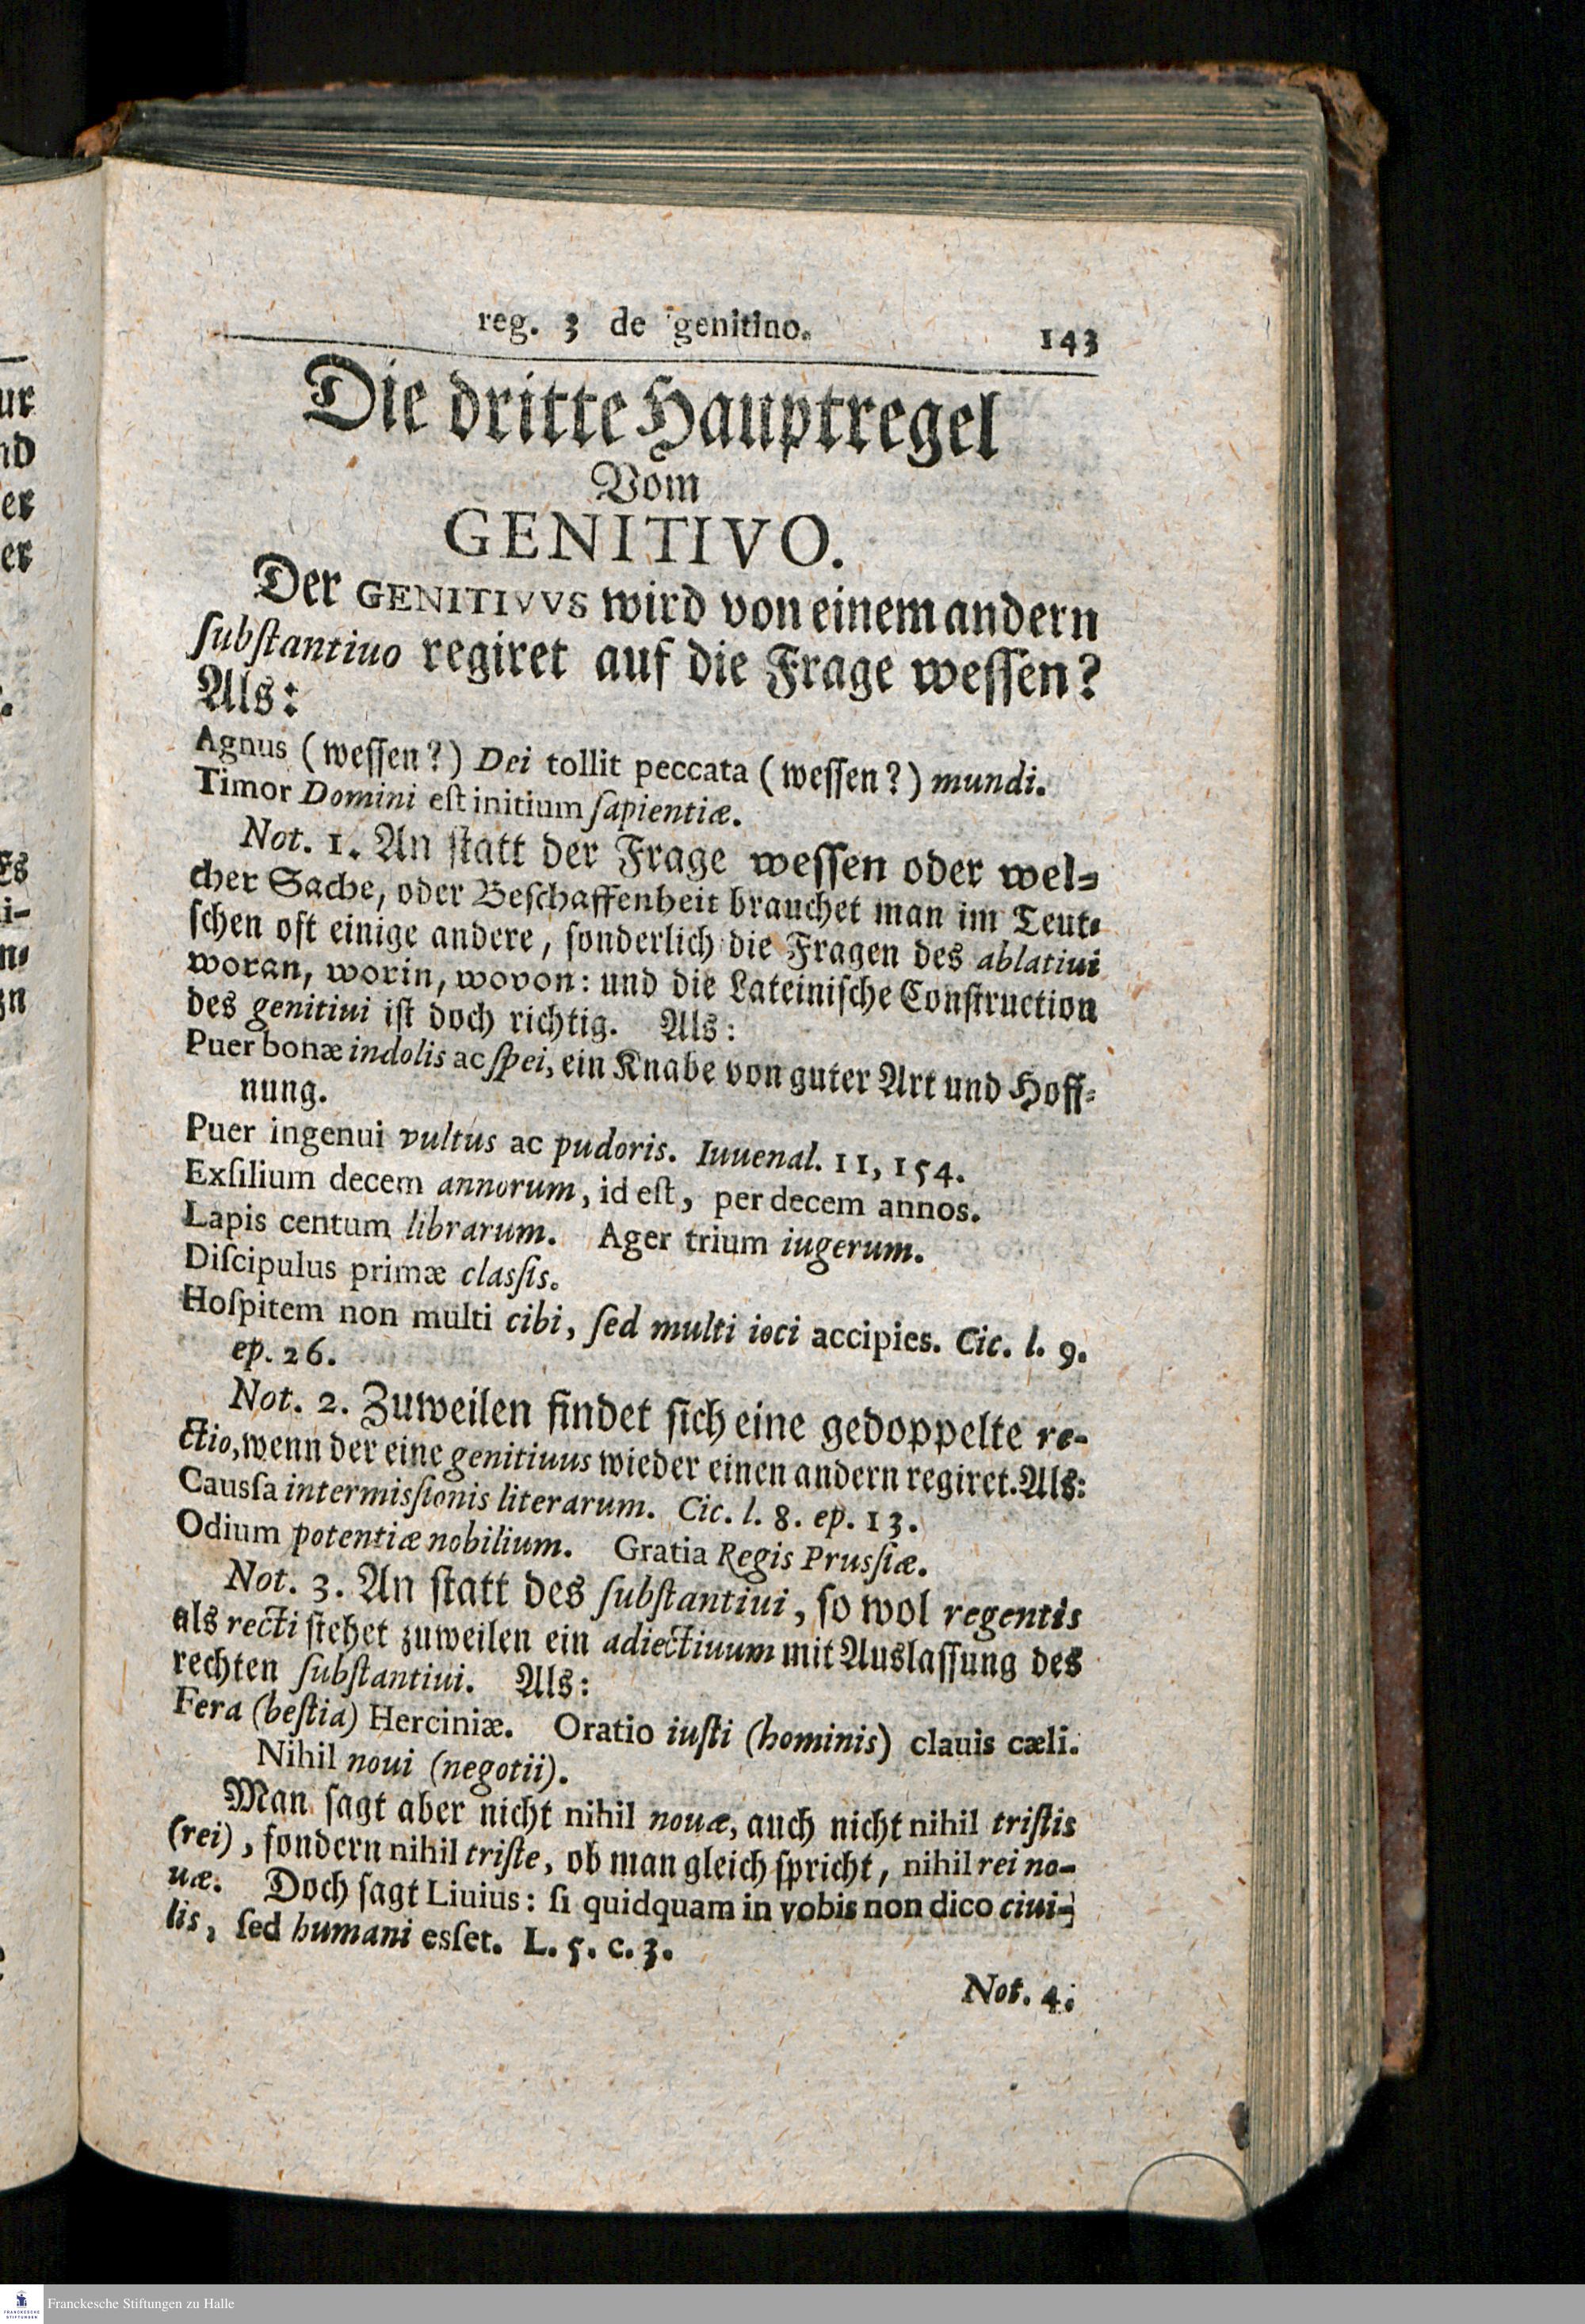 reg. 3 de genitino. 143
Die dritte Hauptregel
Vom
GENITIVO.
Der GENITIVVS wird von einem andern
ſubſtantiuo regiret auf die Frage weſſen?
Als:
Agnus (weſſen?) Dei tollit peccata (weſſen?) mundi.
Timor Domini eſt initium ſapientiæ.
Not. 1. An ſtatt der Frage weſſen oder wel⸗
cher Sache, oder Beſchaffenheit brauchet man im Teut⸗
ſchen oft einige andere, ſonderlich die Fragen des ablatiui
woran, worin, wovon: und die Lateiniſche Conſtruction
des genitiui iſt doch richtig. Als:
Puer bonæ indolis ac ſpei, ein Knabe von guter Art und Hoff⸗
nung.
Puer ingenui vultus ac pudoris. Iuuenal. 11, 154.
Exſilium decem annorum, id eſt, per decem annos.
Lapis centum librarum. Ager trium iugerum.
Diſcipulus primæ claſſis.
Hoſpitem non multi cibi, ſed multi ioci accipies. Cic. l. 9.
ep. 26.
Not. 2. Zuweilen findet ſich eine gedoppelte re-
ctio, wenn der eine genitiuus wieder einen andern regiret. Als:
Causſa intermisſionis literarum. Cic. l. 8. ep. 13.
Odium potentiæ nobilium. Gratia Regis Prusſiæ.
Not. 3. An ſtatt des ſubſtantiui, ſo wol regentis
als recti ſtehet zuweilen ein adiectiuum mit Auslaſſung des
rechten ſubſtantiui. Als:
Fera (beſtia) Herciniæ. Oratio iuſti (hominis) clauis cæli.
Nihil noui (negotii).
Man ſagt aber nicht nihil nouæ, auch nicht nihil triſtis
(rei), ſondern nihil triſte, ob man gleich ſpricht, nihil rei no-
uæ. Doch ſagt Liuius: ſi quidquam in vobis non dico ciui-
lis, ſed humani esſet. L. 5. c. 3.
Not. 4.
ur
nd
er
er
Es
i-
n⸗
zn
FRANCKESCHE
STIFTUNGEN
Franckesche Stiftungen zu Halle